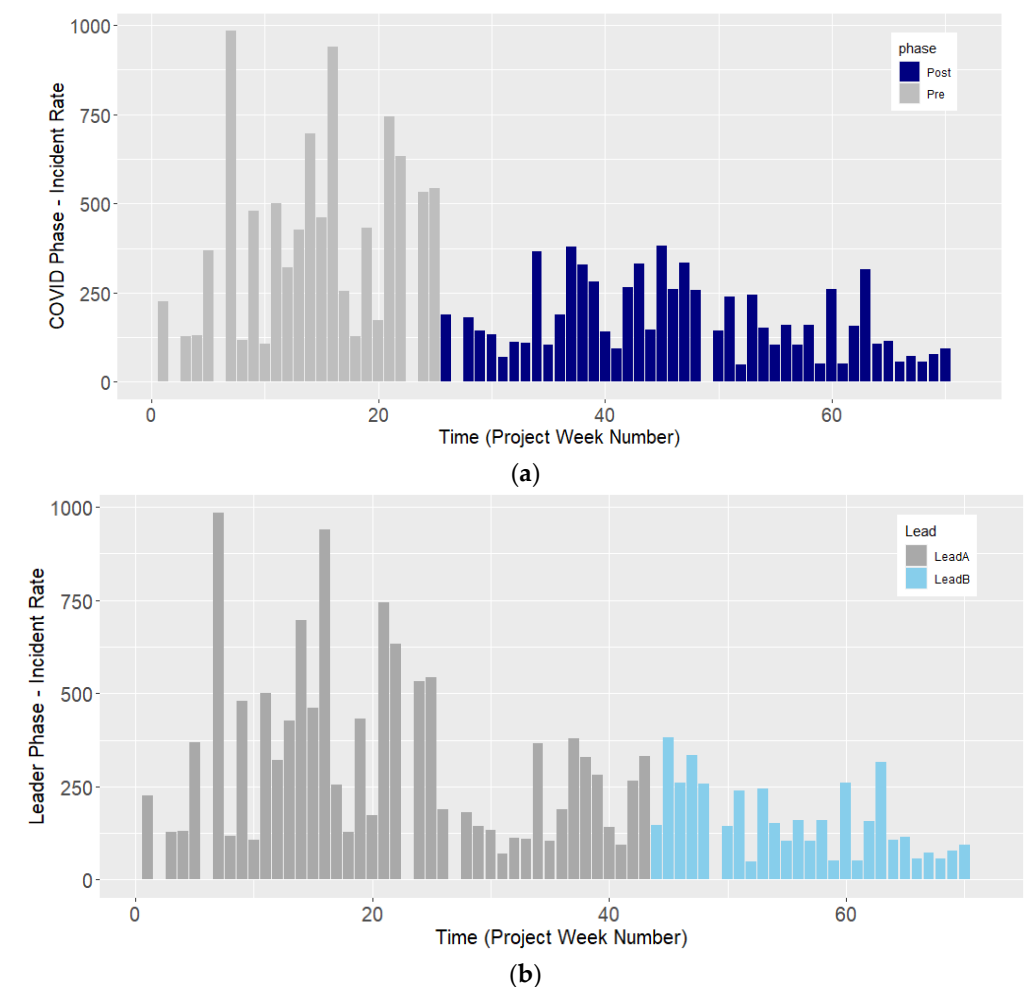 1000
750
500
250
0
COVID Phase - Incident Rate
phase
Post
Pre
0 20 40 60
Time (Project Week Number)
(a)
1000
750
500
250
0
Leader Phase - Incident Rate
Lead
LeadA
LeadB
0 20 40 60
Time (Project Week Number)
(b)